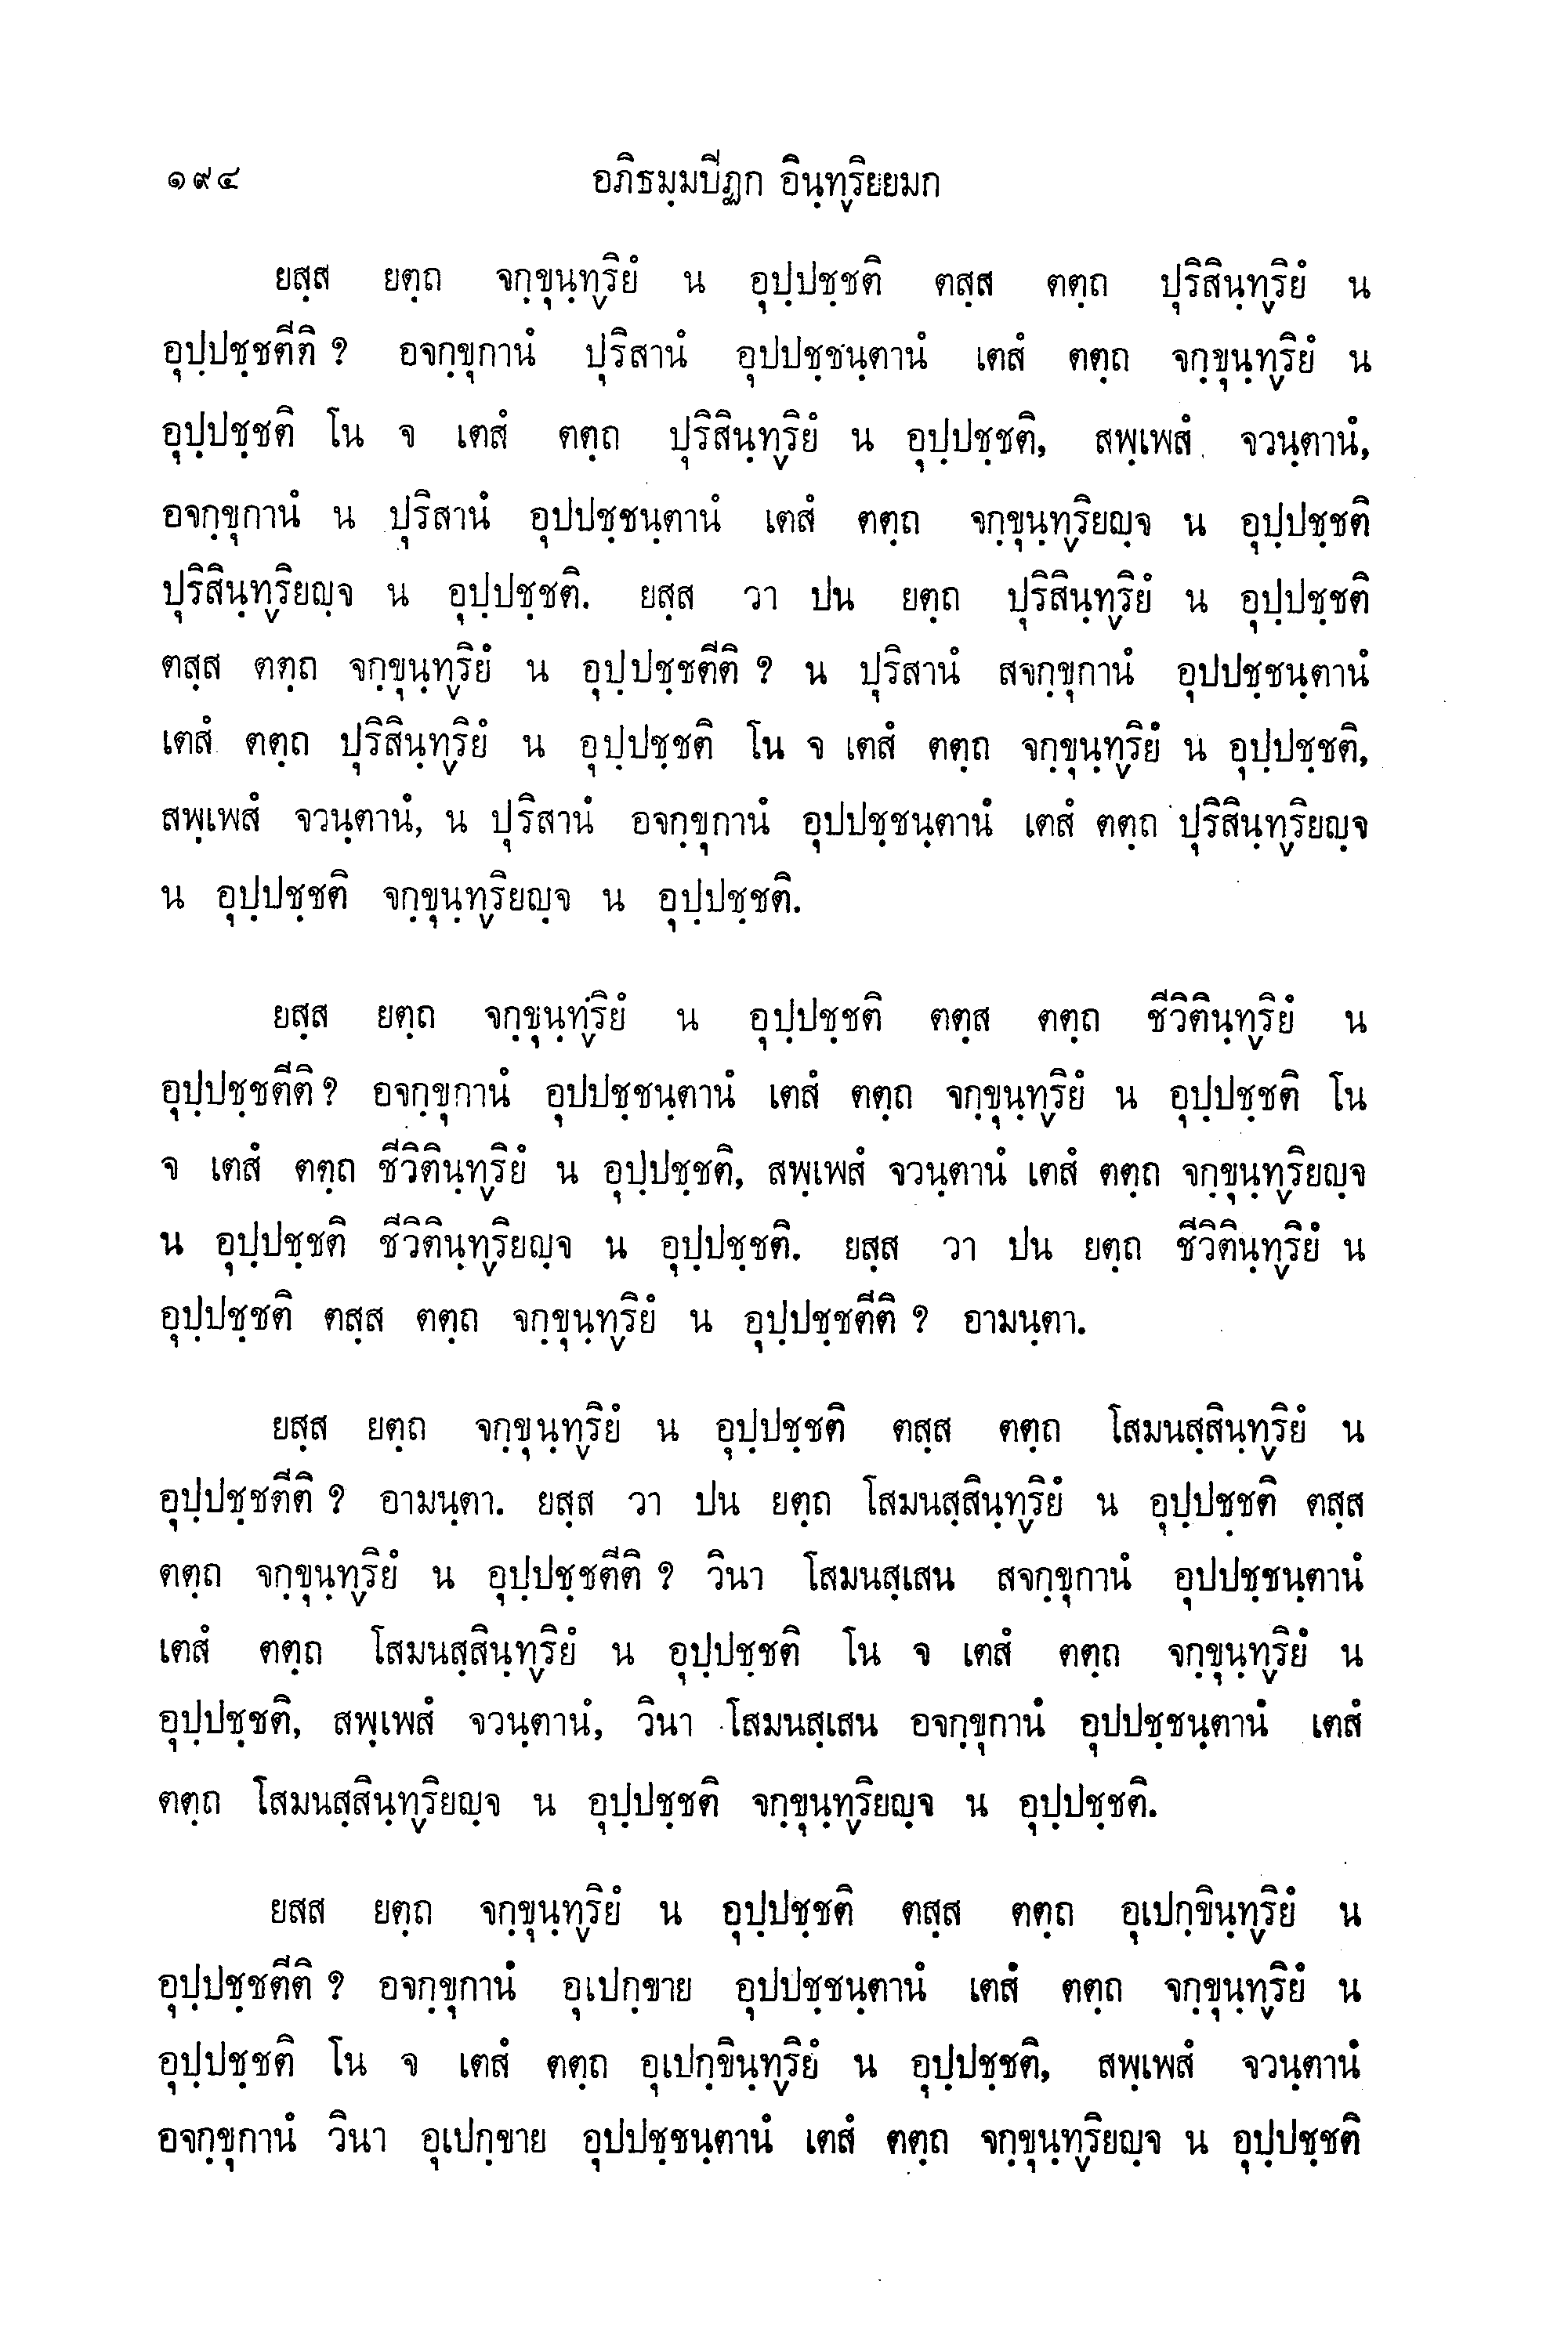 ๑๙๔ อภิธมฺมปีฏก อินฺทฺริยยมก
ยสฺส ยตฺถ จกฺขุนฺทฺริยํ น อุปฺปชฺชติ ตสฺส ตตฺถ ปุริสินฺทฺริยํ น
อุปฺปชฺชตีติ ? อจกฺขุกานํ ปุริสานํ อุปปชฺชนฺตานํ เตสํ ตตฺถ จกฺขุนฺทฺริยํ น
อุปฺปชฺชติ โน จ เตสํ ตตฺถ ปุริสินฺทฺริยํ น อุปฺปชฺชติ, สพฺเพสํ จวนฺตานํ,
อจกฺขุกานํ น ปุริสานํ อุปปชฺชนฺตานํ เตสํ ตตฺถ จกฺขุนฺทฺริยญฺจ น อุปฺปชฺชติ
ปุริสินฺทฺริยญฺจ น อุปฺปชฺชติ. ยสฺส วา ปน ยตฺถ ปุริสินฺทฺริยํ น อุปฺปชฺชติ
ตสฺส ตตฺถ จกฺขุนฺทฺริยํ น อุปฺปชฺชตีติ ? น ปุริสานํ สจกฺขุกานํ อุปปชฺชนฺตานํ
เตสํ ตตฺถ ปุริสินฺทฺริยํ น อุปฺปชฺชติ โน จ เตสํ ตตฺถ จกฺขุนฺทฺริยํ น อุปฺปชฺชติ,
สพฺเพสํ จวนฺตานํ, น ปุริสานํ อจกฺขุกานํ อุปปชฺชนฺตานํ เตสํ ตตฺถ ปุริสินฺทฺริยญฺจ
น อุปฺปชฺชติ จกฺขุนฺทฺริยญฺจ น อุปฺปชฺชติ.
ยสฺส ยตฺถ จกฺขุนฺทฺริยํ น อุปฺปชฺชติ ตตฺส ตตฺถ ชีวิตินฺทฺริยํ น
อุปฺปชฺชตีติ ? อจกฺขุกานํ อุปปชฺชนฺตานํ เตสํ ตตฺถ จกฺขุนฺทฺริยํ น อุปฺปชฺชติ โน
จ เตสํ ตตฺถ ชีวิตินฺทฺริยํ น อุปฺปชฺชติ, สพฺเพสํ จวนฺตานํ เตสํ ตตฺถ จกฺขุนฺทฺริยญฺจ
น อุปฺปชฺชติ ชีวิตินฺทฺริยญฺจ น อุปฺปชฺชติ. ยสฺส วา ปน ยตฺถ ชีวิตินฺทฺริยํ น
อุปฺปชฺชติ ตสฺส ตตฺถ จกฺขุนฺทฺริยํ น อุปฺปชฺชตีติ ? อามนฺตา.
ยสฺส ยตฺถ จกฺขุนฺทฺริยํ น อุปฺปชฺชติ ตสฺส ตตฺถ โสมนสฺสินฺทฺริยํ น
อุปฺปชฺชตีติ ? อามนฺตา. ยสฺส วา ปน ยตฺถ โสมนสฺสินฺทฺริยํ น อุปฺปชฺชติ ตสฺส
ตตฺถ จกฺขุนฺทฺริยํ น อุปฺปชฺชตีติ ? วินา โสมนสฺเสน สจกฺขุกานํ อุปปชฺชนฺตานํ
เตสํ ตตฺถ โสมนสฺสินฺทฺริยํ น อุปฺปชฺชติ โน จ เตสํ ตตฺถ จกฺขุนฺทฺริยํ น
อุปฺปชฺชติ, สพฺเพสํ จวนฺตานํ, วินา โสมนสฺเสน อจกฺขุกานํ อุปปชฺชนฺตานํ เตสํ
ตตฺถ โสมนสฺสินฺทฺริยญฺจ น อุปฺปชฺชติ จกฺขุนฺทฺริยญฺจ น อุปฺปชฺชติ.
ยสส ยตฺถ จกฺขุนฺทฺริยํ น อุปฺปชฺชติ ตสฺส ตตฺถ อุเปกฺขินฺทฺริยํ น
อุปฺปชฺชตีติ ? อจกฺขุกานํ อุเปกฺขาย อุปปชฺชนฺตานํ เตสํ ตตฺถ จกฺขุนฺทฺริยํ น
อุปฺปชฺชติ โน จ เตสํ ตตฺถ อุเปกฺขินฺทฺริยํ น อุปฺปชฺชติ, สพฺเพสํ จวนฺตานํ
อจกฺขุกานํ วินา อุเปกฺขาย อุปปชฺชนฺตานํ เตสํ ตตฺถ จกฺขุนฺทฺริยญฺจ น อุปฺปชฺชติ